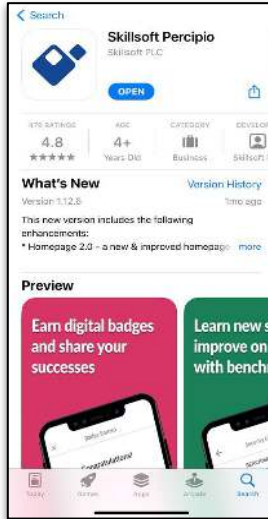 Search
Skillsoft Percipio
Skillsoft PLC
OPEN
RATINGS
AGE
CATEGORY
4.8
4+
★★★★★
Years Old
Business
Skillsoft
What's New
Version History
Version 1.12.8
1mo ago
This new version includes the following
enhancements:
* Homepage 2.0 - a new & improved homepage more
Preview
Earn digital badges
and share your
successes
Congratulations!
Learn new
improve on
with
Today
Games
Apps
Arcade
Search